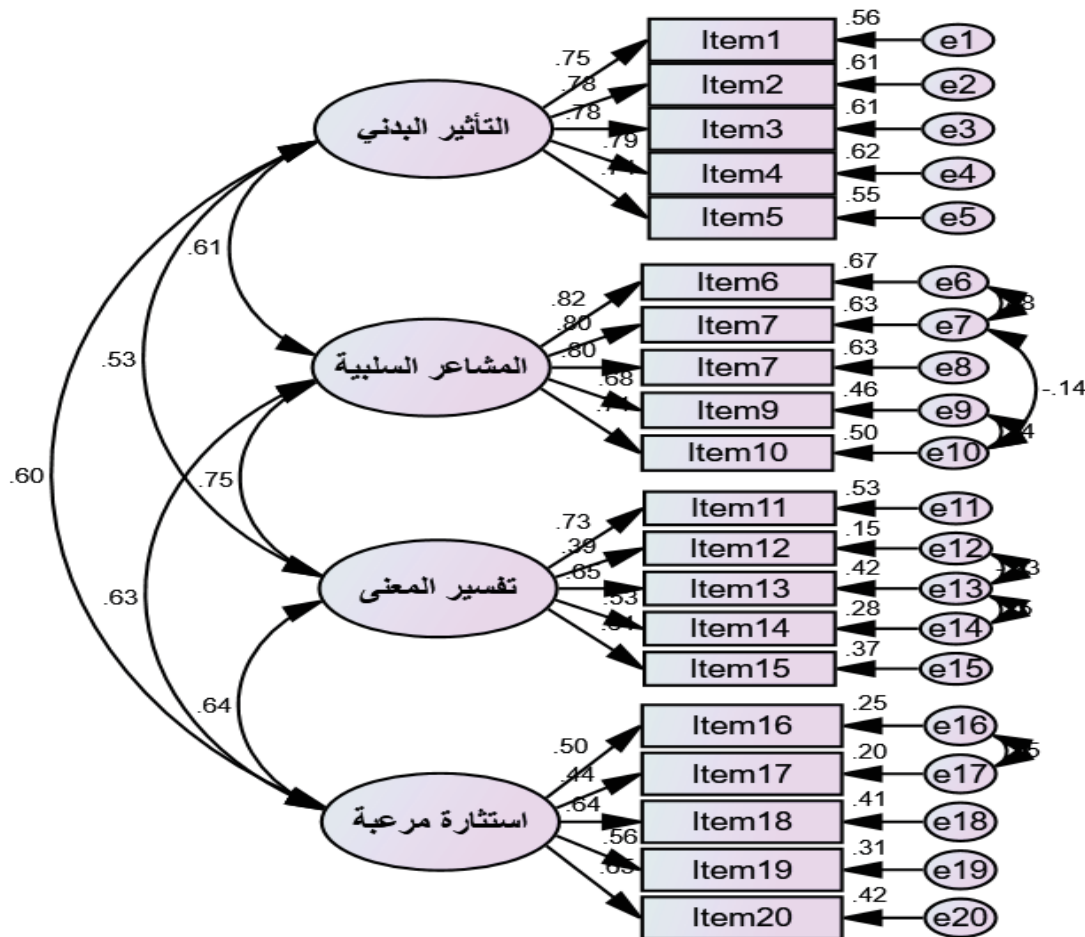 التأثير البدني
.75
.78
.78
.79
Item1
.56
e1
Item2
.61
e2
Item3
.61
e3
Item4
.62
e4
Item5
.55
e5
.61
.53
.60
المشاعر السلبية
.82
.80
.80
.68
Item6
.67
e6
Item7
.63
e7
Item7
.63
e8
Item9
.46
e9
Item10
.50
e10
-.14
.75
.63
تفسير المعنى
.73
.39
.65
.53
Item11
.53
e11
Item12
.15
e12
Item13
.42
e13
Item14
.28
e14
Item15
.37
e15
.64
استثارة مرعبة
.50
.44
.64
.56
.65
Item16
.25
e16
Item17
.20
e17
Item18
.41
e18
Item19
.31
e19
Item20
.42
e20